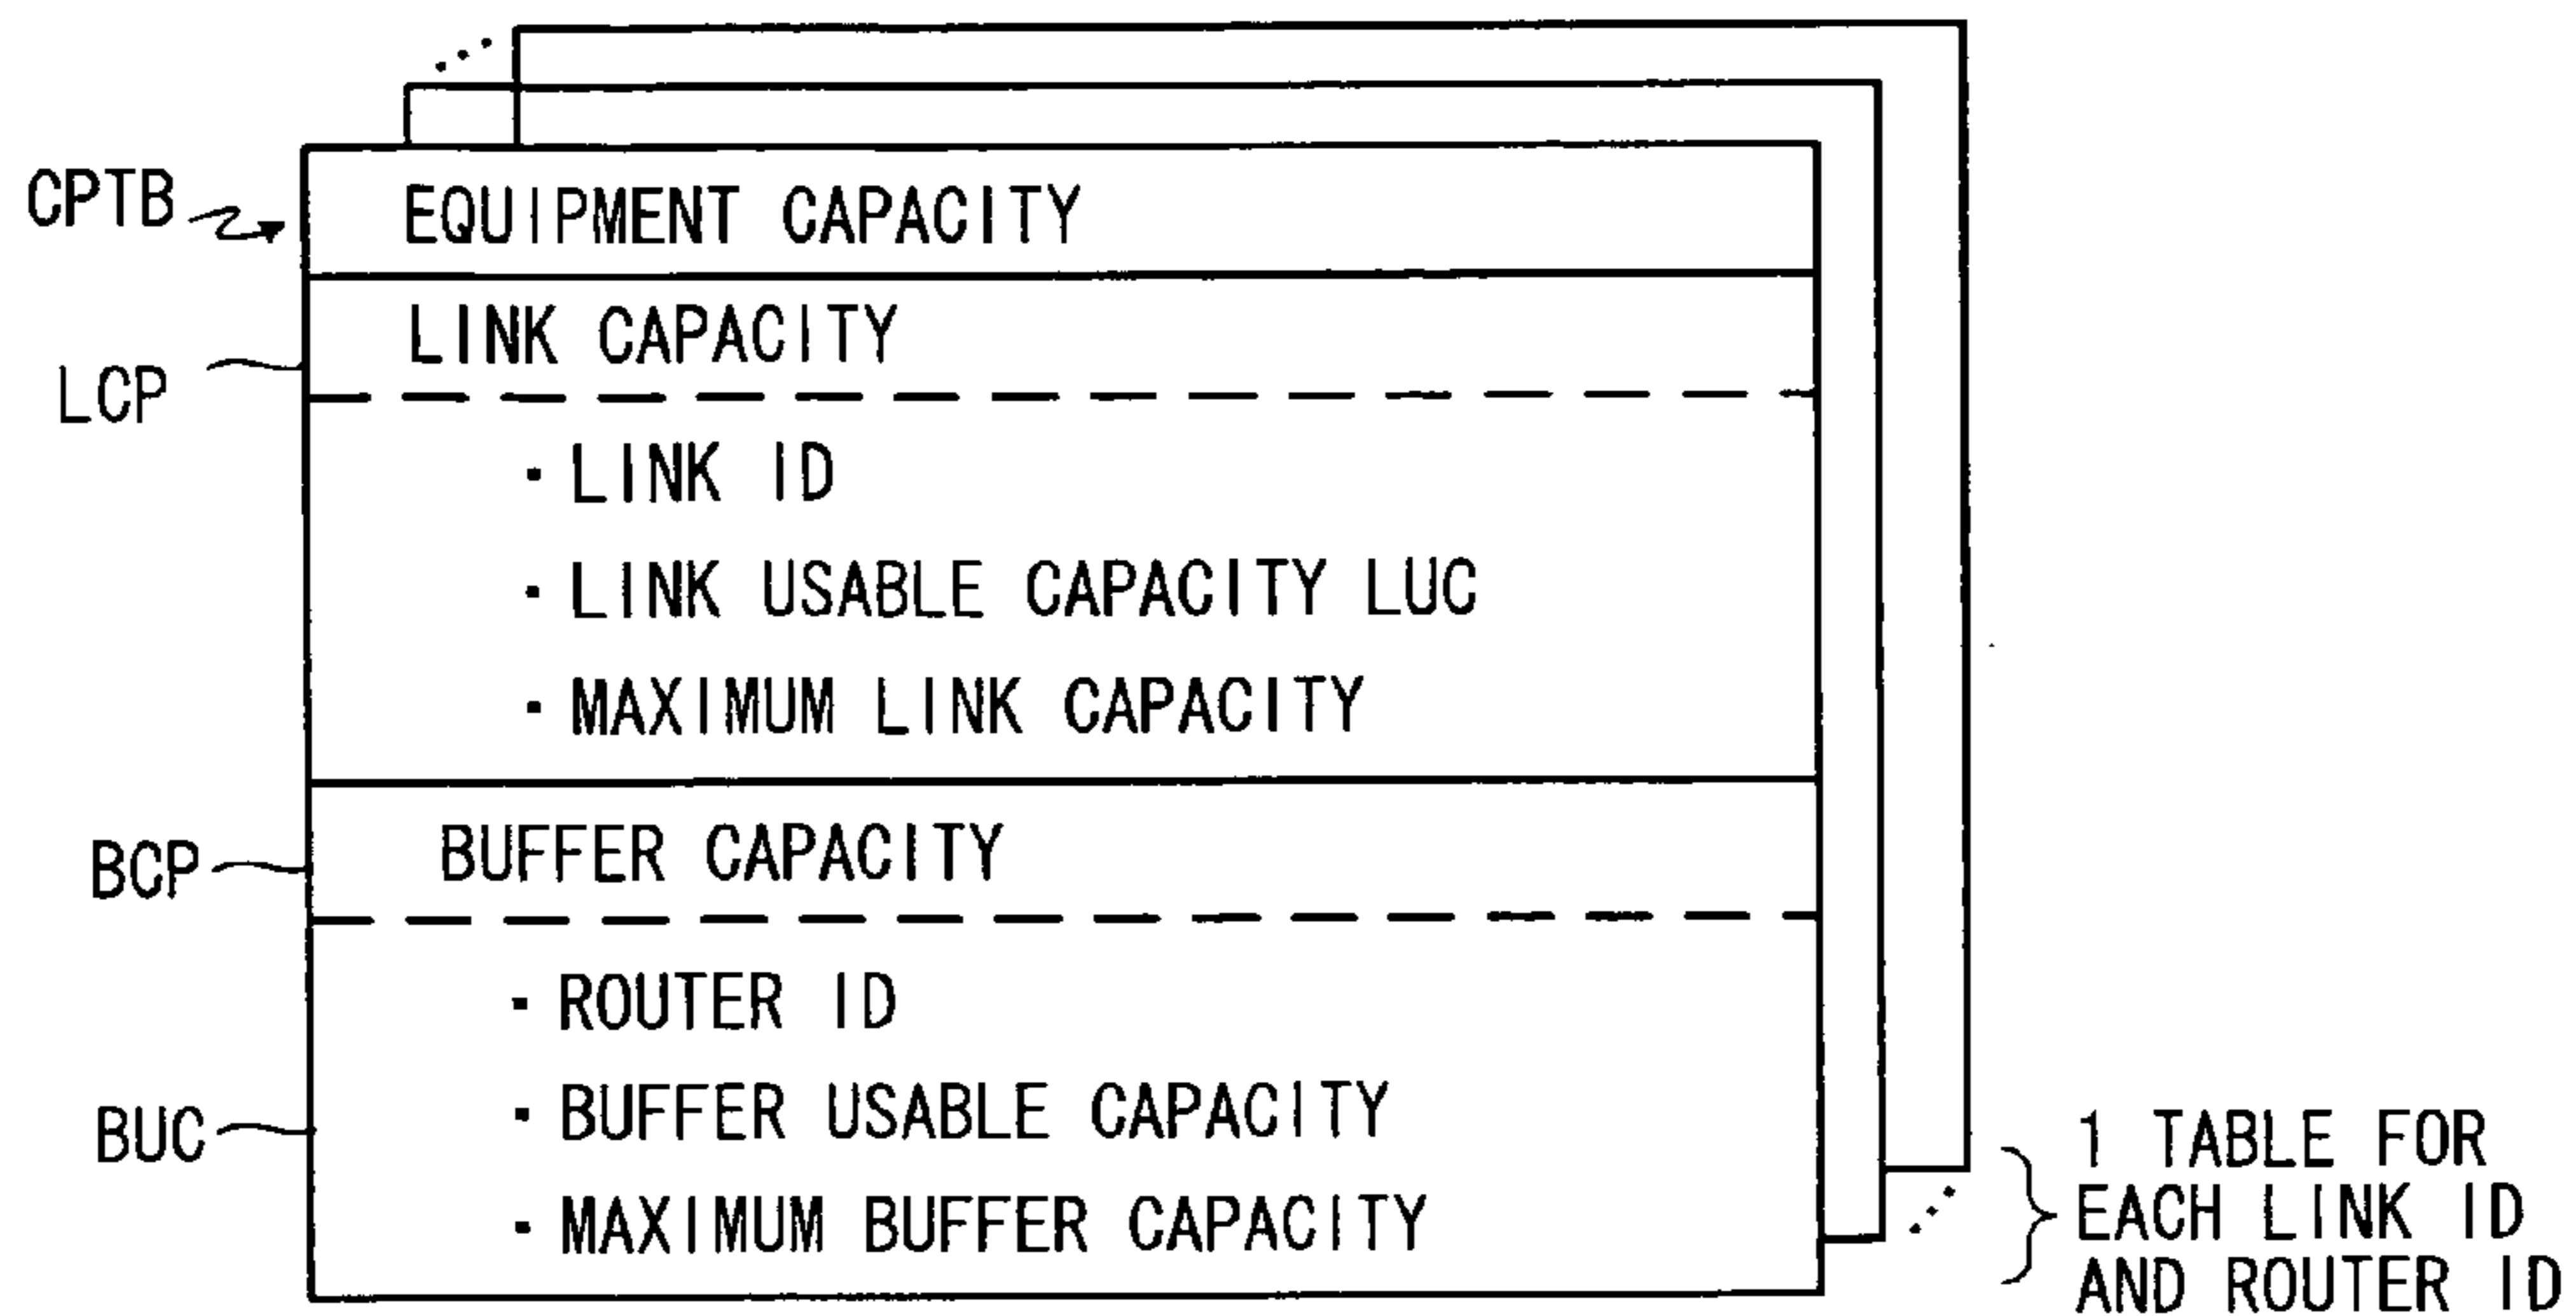 CPTB
EQUIPMENT CAPACITY
LINK CAPACITY
LCP
· LINK ID
· LINK USABLE CAPACITY LUC
· MAXIMUM LINK CAPACITY
BUFFER CAPACITY
BCP
· ROUTER ID
· BUFFER USABLE CAPACITY
BUC
· MAXIMUM BUFFER CAPACITY
1 TABLE FOR
EACH LINK ID
AND ROUTER ID